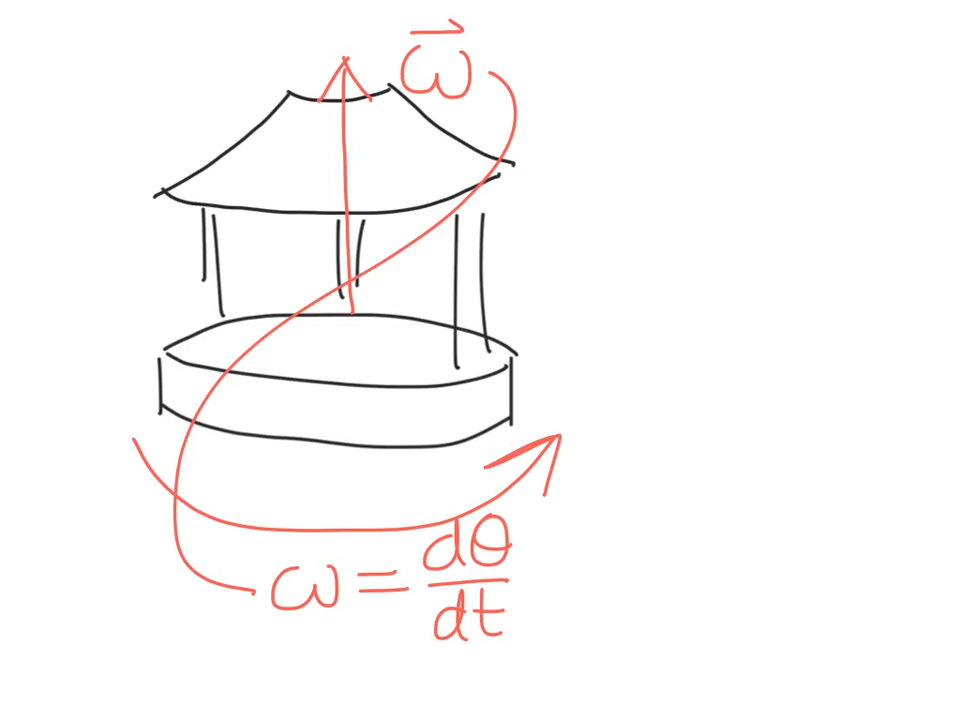 ω⃗
ω = dθ/dt